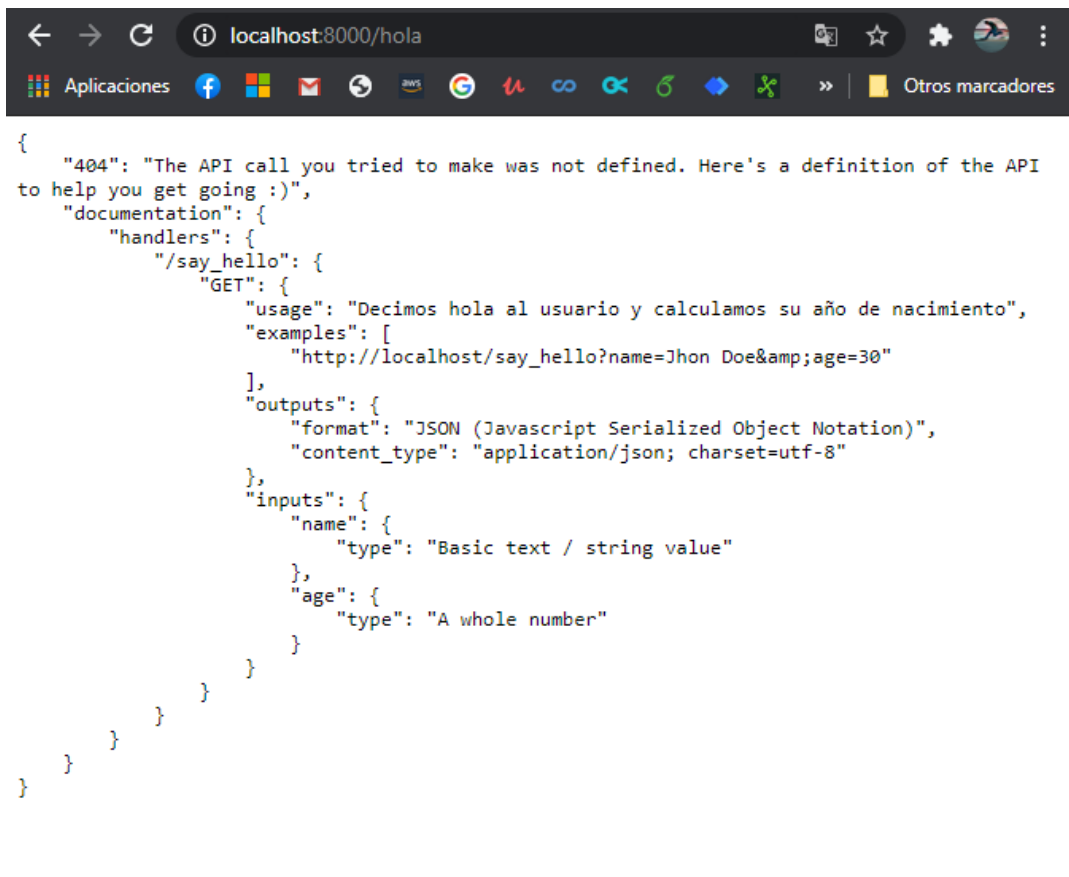 localhost:8000/hola
Aplicaciones
aws
G
»
Otros marcadores
{
    "404": "The API call you tried to make was not defined. Here's a definition of the API
to help you get going :)",
    "documentation": {
        "handlers": {
            "/say_hello": {
                "GET": {
                    "usage": "Decimos hola al usuario y calculamos su año de nacimiento",
                    "examples": [
                        "http://localhost/say_hello?name=Jhon Doe&amp;age=30"
                    ],
                    "outputs": {
                        "format": "JSON (Javascript Serialized Object Notation)",
                        "content_type": "application/json; charset=utf-8"
                    },
                    "inputs": {
                        "name": {
                            "type": "Basic text / string value"
                        },
                        "age": {
                            "type": "A whole number"
                        }
                    }
                }
            }
        }
    }
}